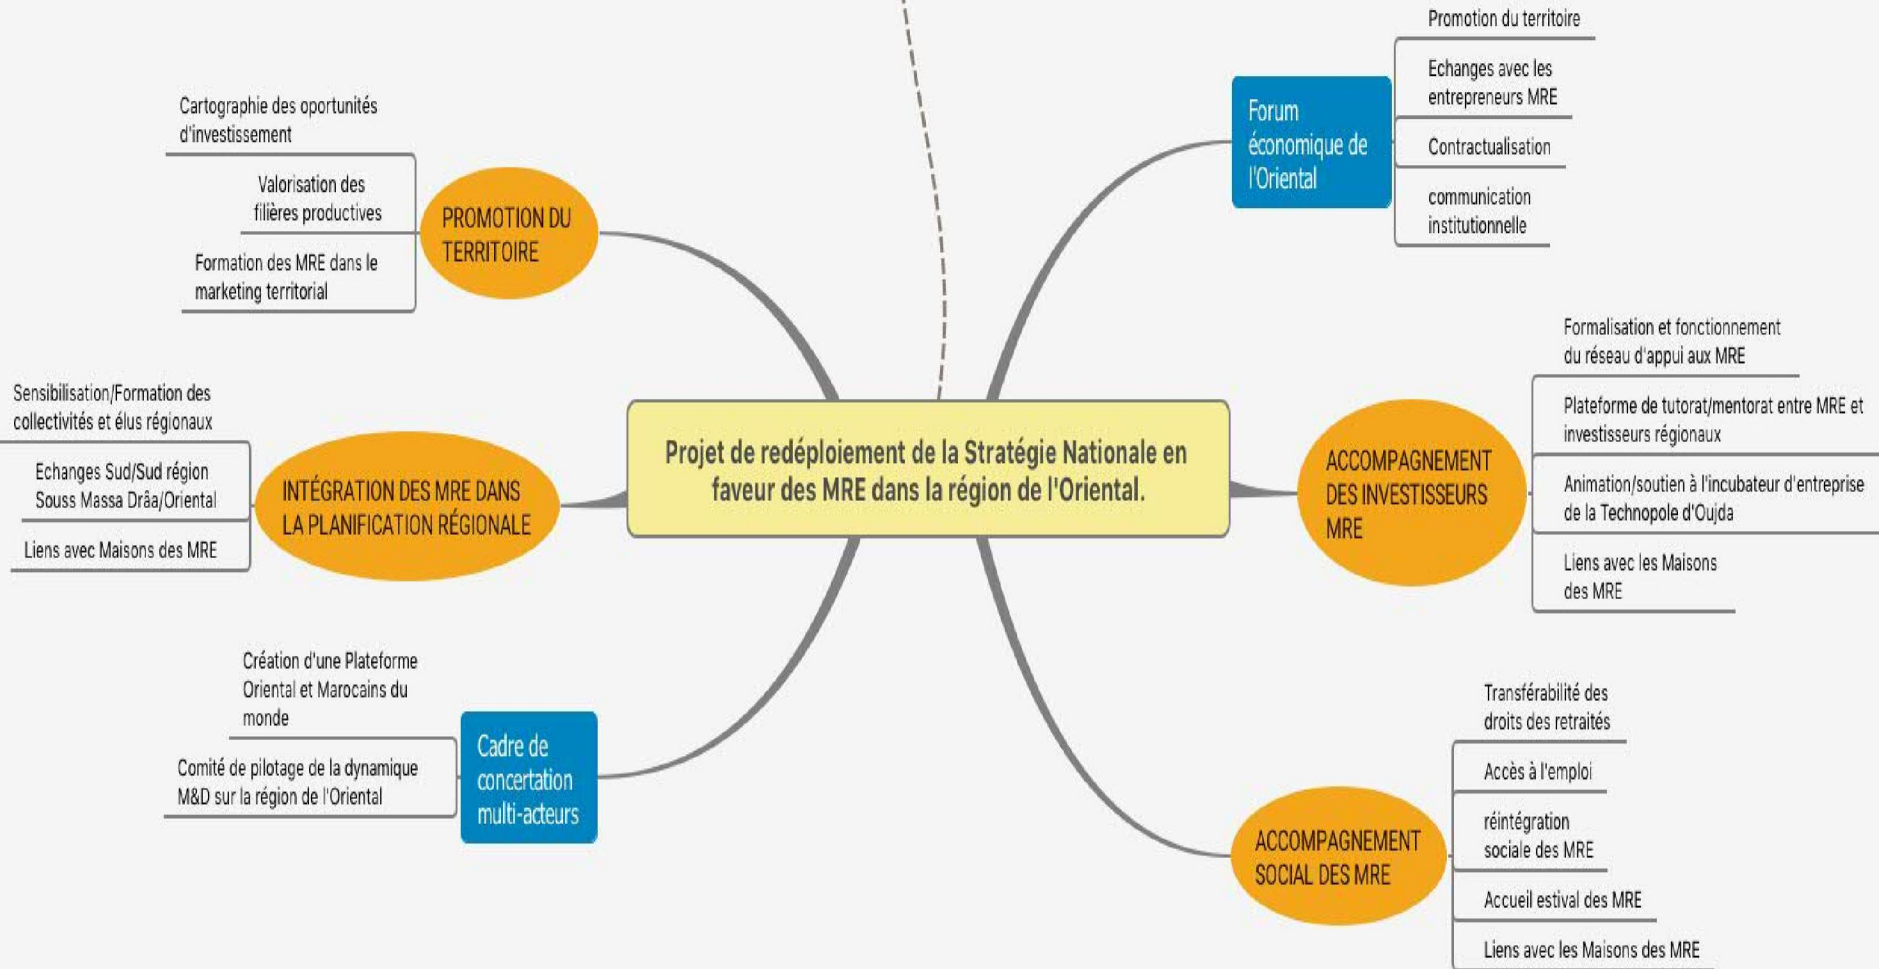 Projet de redéploiement de la Stratégie Nationale en
faveur des MRE dans la région de l'Oriental.
Forum
économique de
l'Oriental
Promotion du territoire
Echanges avec les
entrepreneurs MRE
Contractualisation
communication
institutionnelle
ACCOMPAGNEMENT
DES INVESTISSEURS
MRE
Formalisation et fonctionnement
du réseau d'appui aux MRE
Plateforme de tutorat/mentorat entre MRE et
investisseurs régionaux
Animation/soutien à l'incubateur d'entreprise
de la Technopole d'Oujda
Liens avec les Maisons
des MRE
ACCOMPAGNEMENT
SOCIAL DES MRE
Transférabilité des
droits des retraités
Accès à l'emploi
réintégration
sociale des MRE
Accueil estival des MRE
Liens avec les Maisons des MRE
PROMOTION DU
TERRITOIRE
Cartographie des oportunités
d'investissement
Valorisation des
filières productives
Formation des MRE dans le
marketing territorial
INTÉGRATION DES MRE DANS
LA PLANIFICATION RÉGIONALE
Sensibilisation/Formation des
collectivités et élus régionaux
Echanges Sud/Sud région
Souss Massa Drâa/Oriental
Liens avec Maisons des MRE
Cadre de
concertation
multi-acteurs
Création d'une Plateforme
Oriental et Marocains du
monde
Comité de pilotage de la dynamique
M&D sur la région de l'Oriental